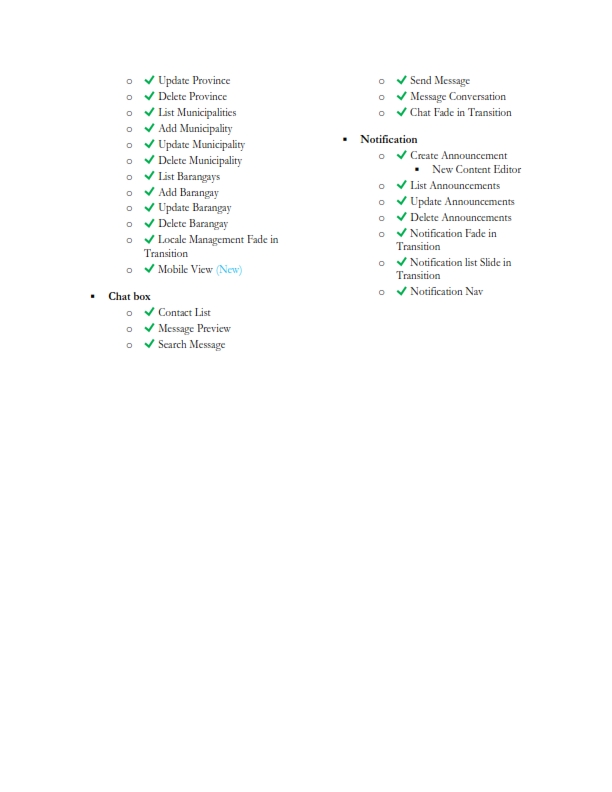 o ✔ Update Province
o ✔ Delete Province
o ✔ List Municipalities
o ✔ Add Municipality
o ✔ Update Municipality
o ✔ Delete Municipality
o ✔ List Barangays
o ✔ Add Barangay
o ✔ Update Barangay
o ✔ Delete Barangay
o ✔ Locale Management Fade in
Transition
o ✔ Mobile View (New)
▪ Chat box
o ✔ Contact List
o ✔ Message Preview
o ✔ Search Message
o ✔ Send Message
o ✔ Message Conversation
o ✔ Chat Fade in Transition
▪ Notification
o ✔ Create Announcement
▪ New Content Editor
o ✔ List Announcements
o ✔ Update Announcements
o ✔ Delete Announcements
o ✔ Notification Fade in
Transition
o ✔ Notification list Slide in
Transition
o ✔ Notification Nav